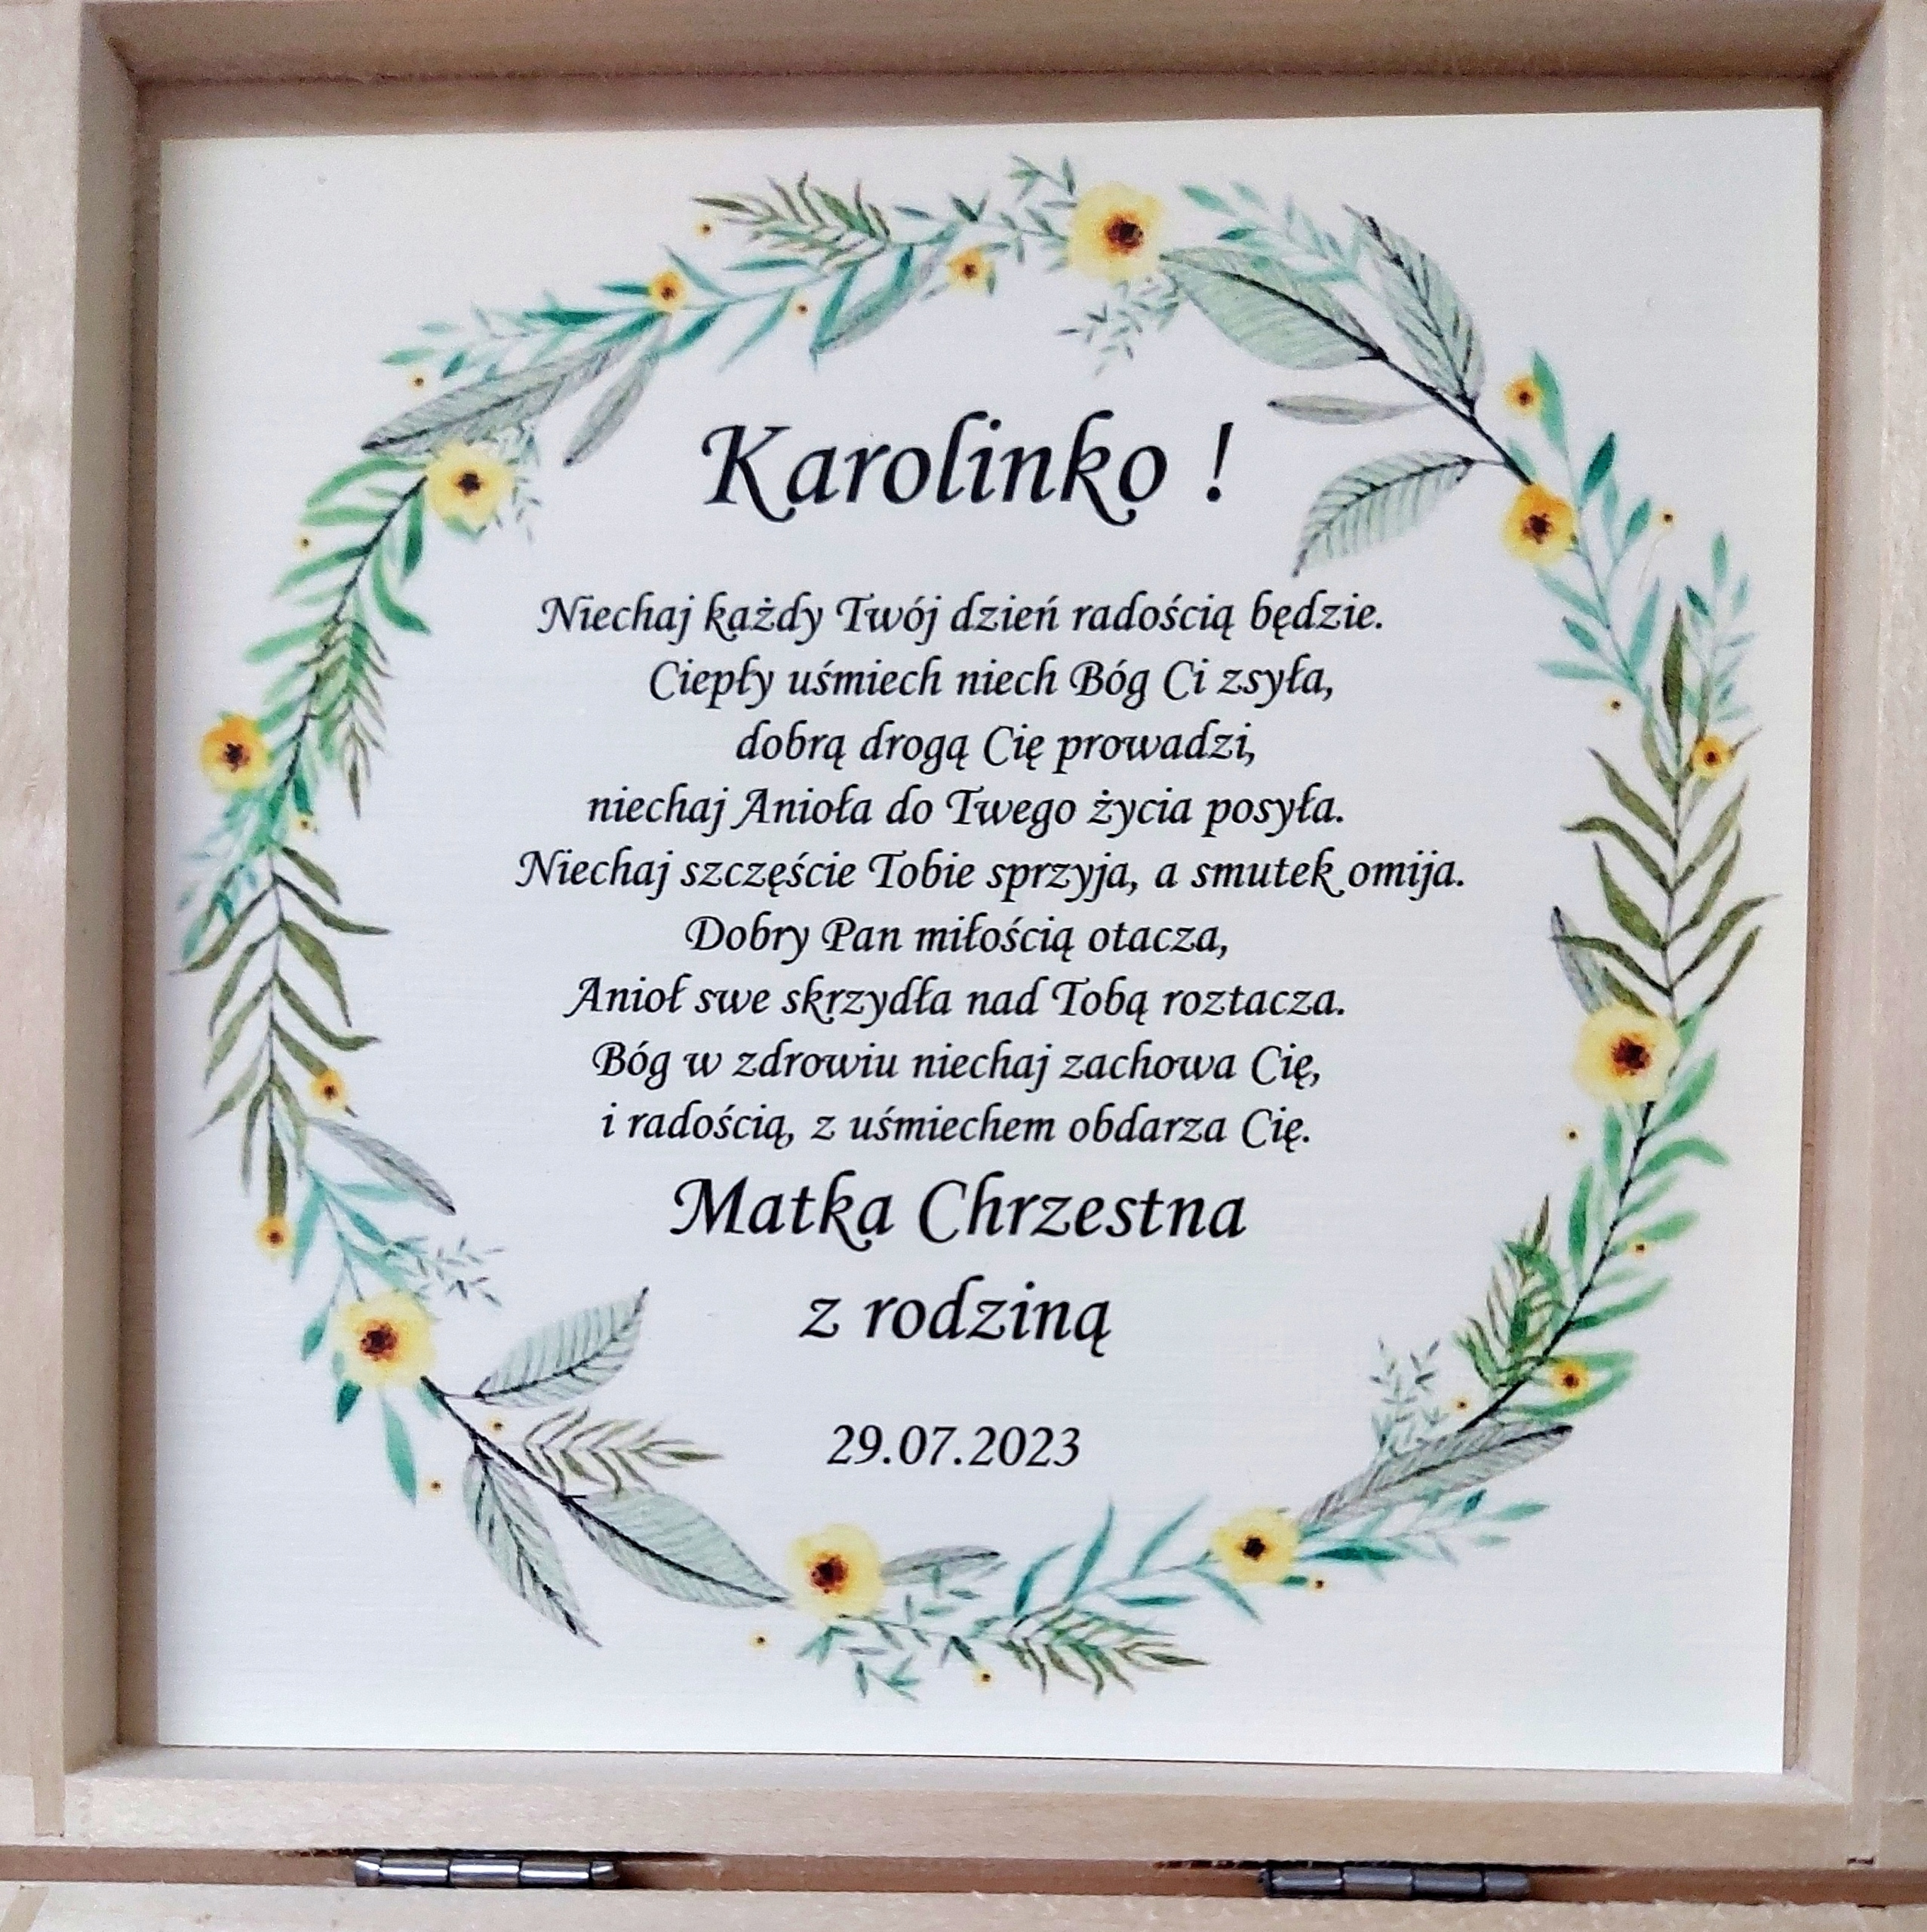 Karolinko !
Niechaj każdy Twój dzień radością będzie.
Ciepły uśmiech niech Bóg Ci zsyła,
dobrą drogą Cię prowadzi,
niechaj Anioła do Twego życia posyła.
Niechaj szczęście Tobie sprzyja, a smutek omija.
Dobry Pan miłością otacza,
Anioł swe skrzydła nad Tobą roztacza.
Bóg w zdrowiu niechaj zachowa Cię,
i radością, z uśmiechem obdarza Cię.
Matka Chrzestna
z rodziną
29.07.2023